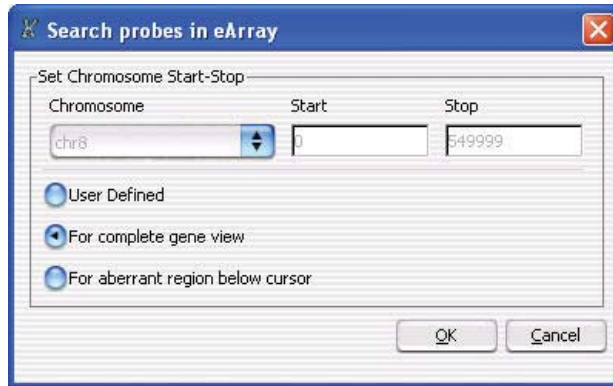 Search probes in eArray
Set Chromosome Start-Stop
Chromosome Start Stop
chr8 0 549999
User Defined
For complete gene view
For aberrant region below cursor
OK Cancel